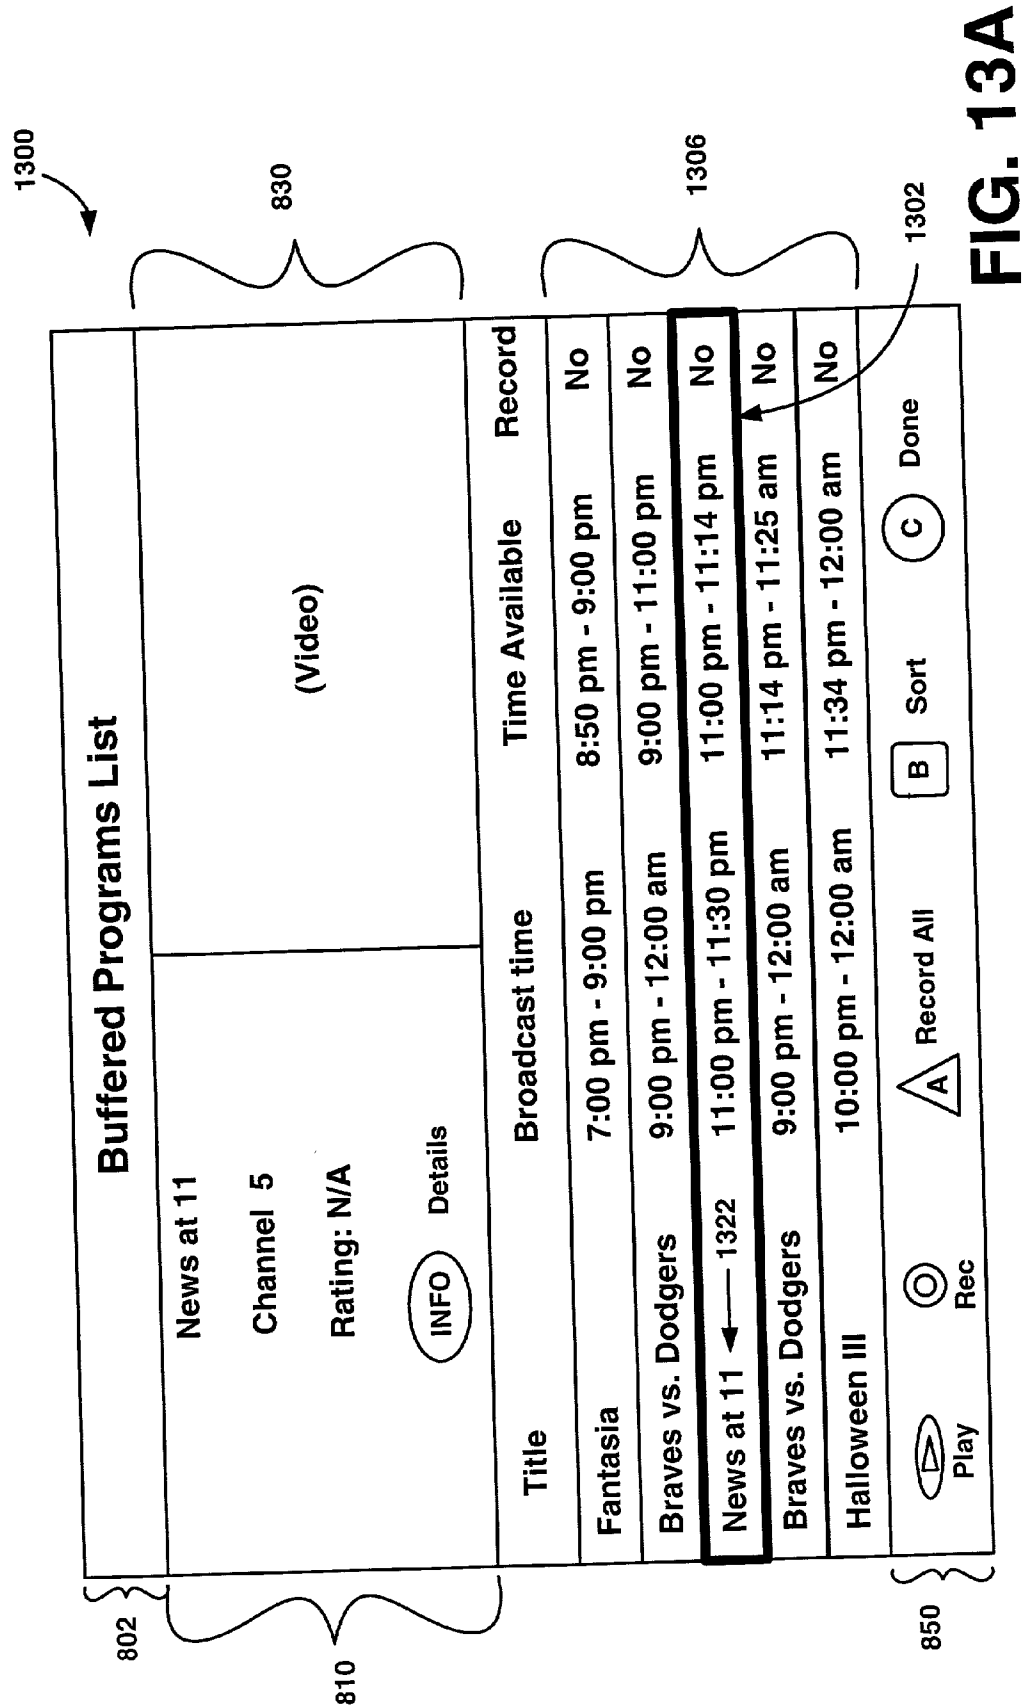 1300
Buffered Programs List
802
News at 11
Channel 5
Rating: N/A
INFO Details
810
(Video)
830
Title Broadcast time Time Available Record
Fantasia 7:00 pm - 9:00 pm 8:50 pm - 9:00 pm No
Braves vs. Dodgers 9:00 pm - 12:00 am 9:00 pm - 11:00 pm No
News at 11 1322 11:00 pm - 11:30 pm 11:00 pm - 11:14 pm No
Braves vs. Dodgers 9:00 pm - 12:00 am 11:14 pm - 11:25 am No
Halloween III 10:00 pm - 12:00 am 11:34 pm - 12:00 am No
1306
1302
Play Rec A Record All B Sort C Done
850
FIG. 13A